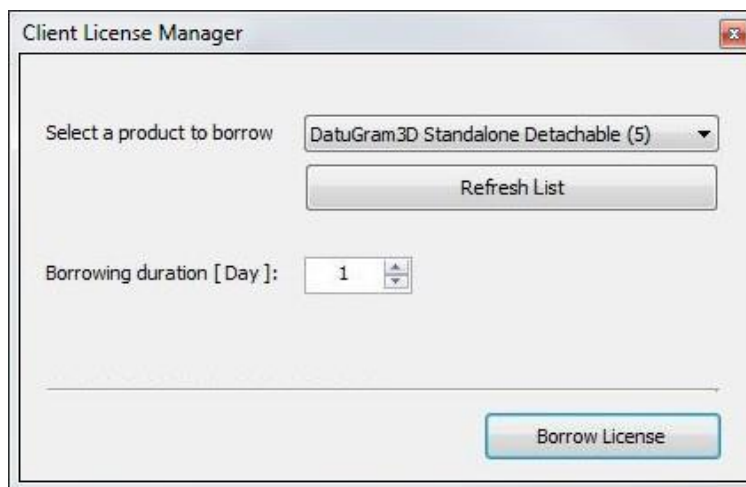 Client License Manager
Select a product to borrow
DatuGram3D Standalone Detachable (5)
Refresh List
Borrowing duration [Day]:
1
Borrow License